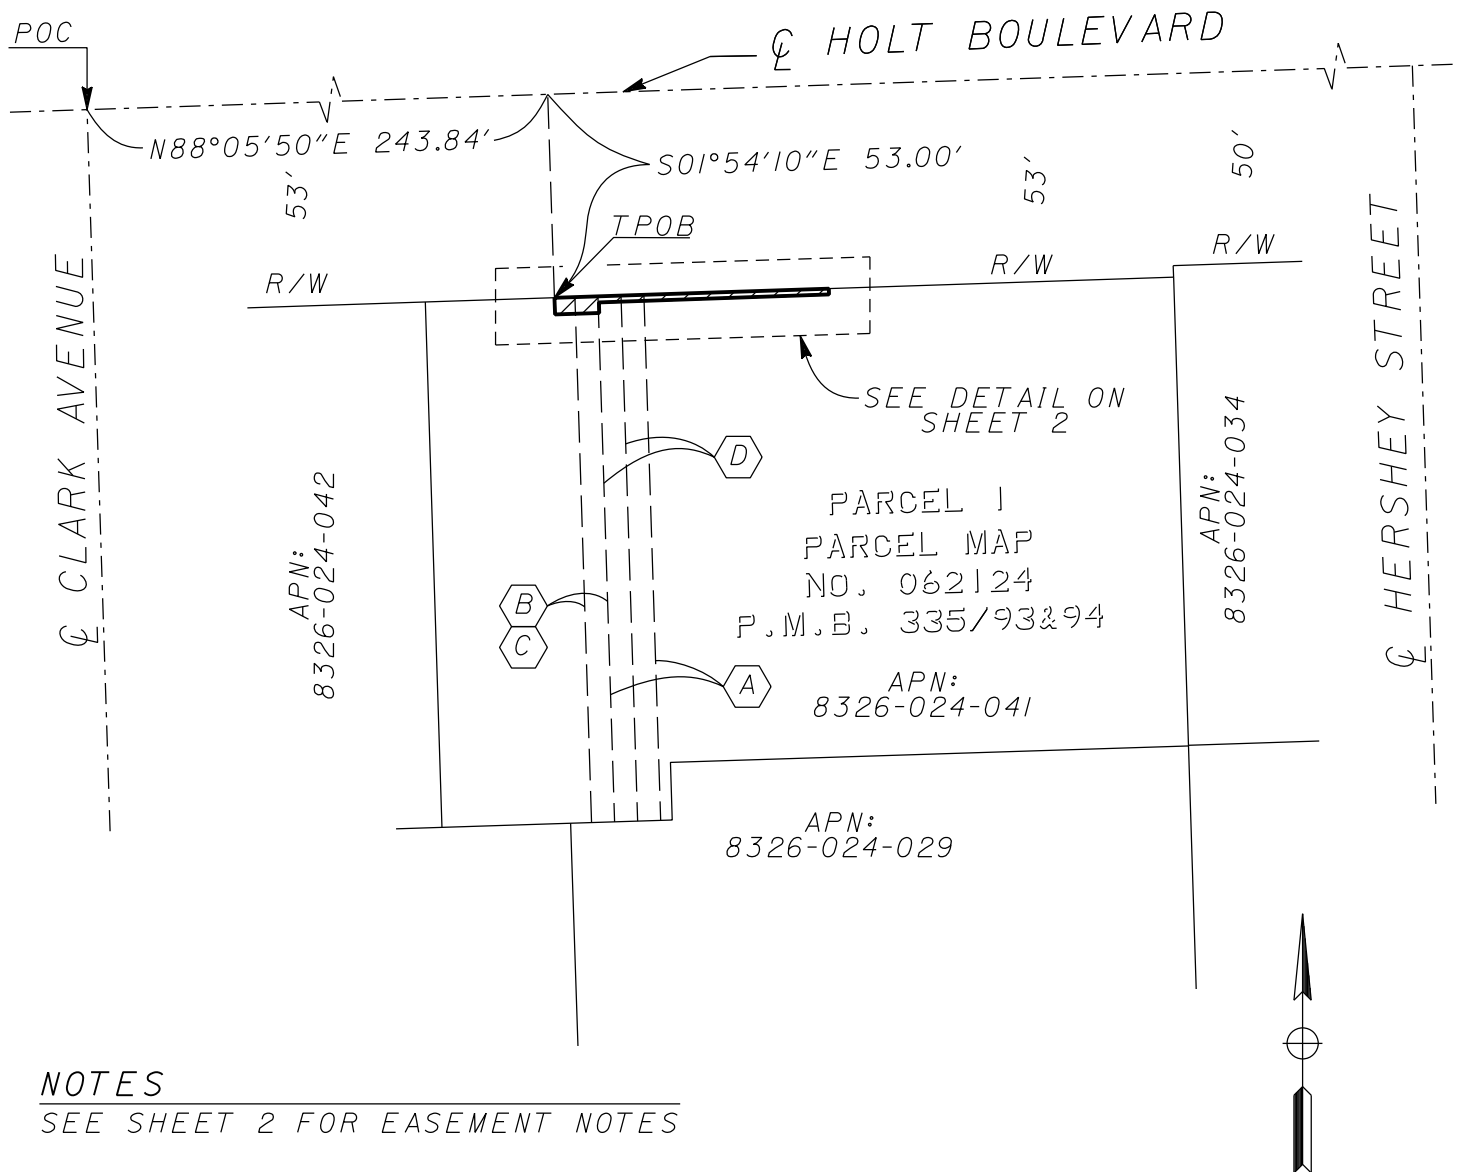 POC
℄ HOLT BOULEVARD
N88°05'50"E 243.84'
S01°54'10"E 53.00'
53'
53'
50'
TPOB
R/W
R/W
R/W
℄ CLARK AVENUE
℄ HERSHEY STREET
SEE DETAIL ON
SHEET 2
D
APN:
8326-024-042
PARCEL 1
PARCEL MAP
NO. 062124
P.M.B. 335/93&94
APN:
8326-024-034
B
C
A
APN:
8326-024-041
APN:
8326-024-029
NOTES
SEE SHEET 2 FOR EASEMENT NOTES